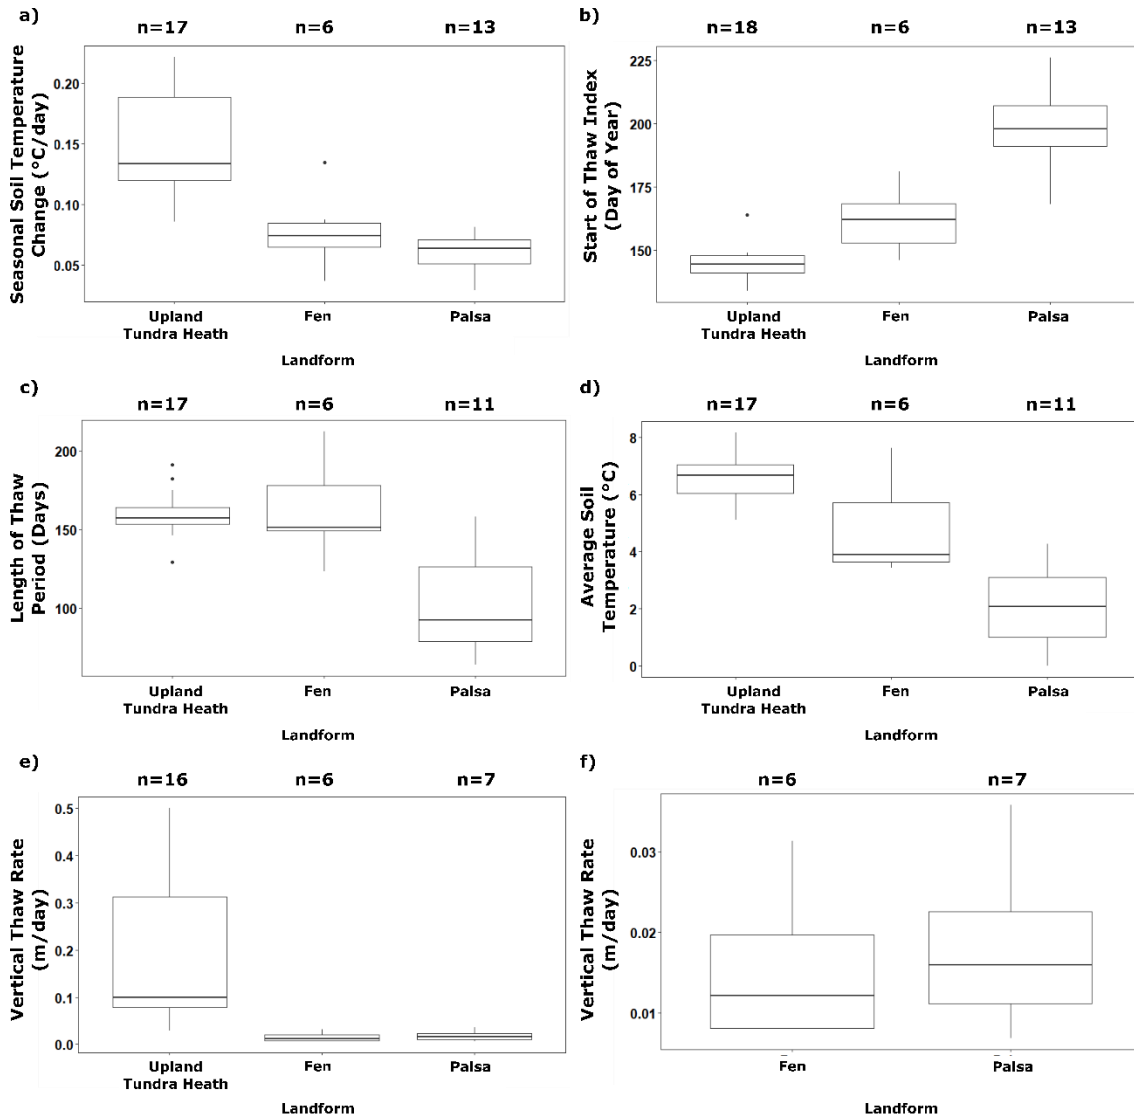 a)
n=17 n=6 n=13
Seasonal Soil Temperature
Change (°C/day)
0.20
0.15
0.10
0.05
Upland
Tundra Heath
Fen
Palsa
Landform
b)
n=18 n=6 n=13
Start of Thaw Index
(Day of Year)
225
200
175
150
Upland
Tundra Heath
Fen
Palsa
Landform
c)
n=17 n=6 n=11
Length of Thaw
Period (Days)
200
150
100
Upland
Tundra Heath
Fen
Palsa
Landform
d)
n=17 n=6 n=11
Average Soil
Temperature (°C)
8
6
4
2
0
Upland
Tundra Heath
Fen
Palsa
Landform
e)
n=16 n=6 n=7
Vertical Thaw Rate
(m/day)
0.5
0.4
0.3
0.2
0.1
0.0
Upland
Tundra Heath
Fen
Palsa
Landform
f)
n=6 n=7
Vertical Thaw Rate
(m/day)
0.03
0.02
0.01
Fen
Palsa
Landform